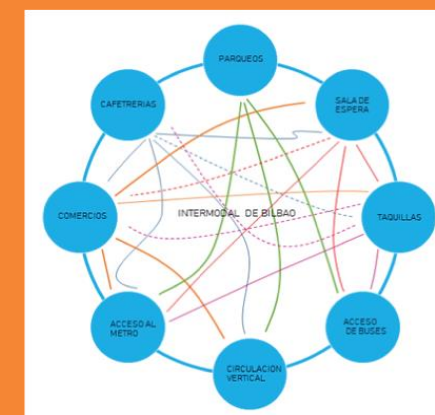 PARQUEOS
CAFETRERIAS
SALA DE
ESPERA
COMERCIOS
INTERMODAL DE BILBAO
TAQUILLAS
ACCESO AL
METRO
ACCESO
DE BUSES
CIRCULACION
VERTICAL